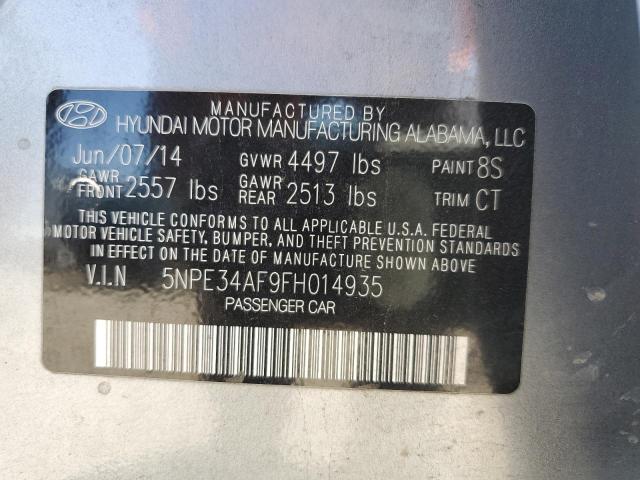 MANUFACTURED BY
HYUNDAI MOTOR MANUFACTURING ALABAMA, LLC
Jun/07/14 GVWR 4497 lbs PAINT 8S
GAWR FRONT 2557 lbs GAWR REAR 2513 lbs TRIM CT
THIS VEHICLE CONFORMS TO ALL APPLICABLE U.S.A. FEDERAL
MOTOR VEHICLE SAFETY, BUMPER, AND THEFT PREVENTION STANDARDS
IN EFFECT ON THE DATE OF MANUFACTURE SHOWN ABOVE.
V.I.N 5NPE34AF9FH014935
PASSENGER CAR